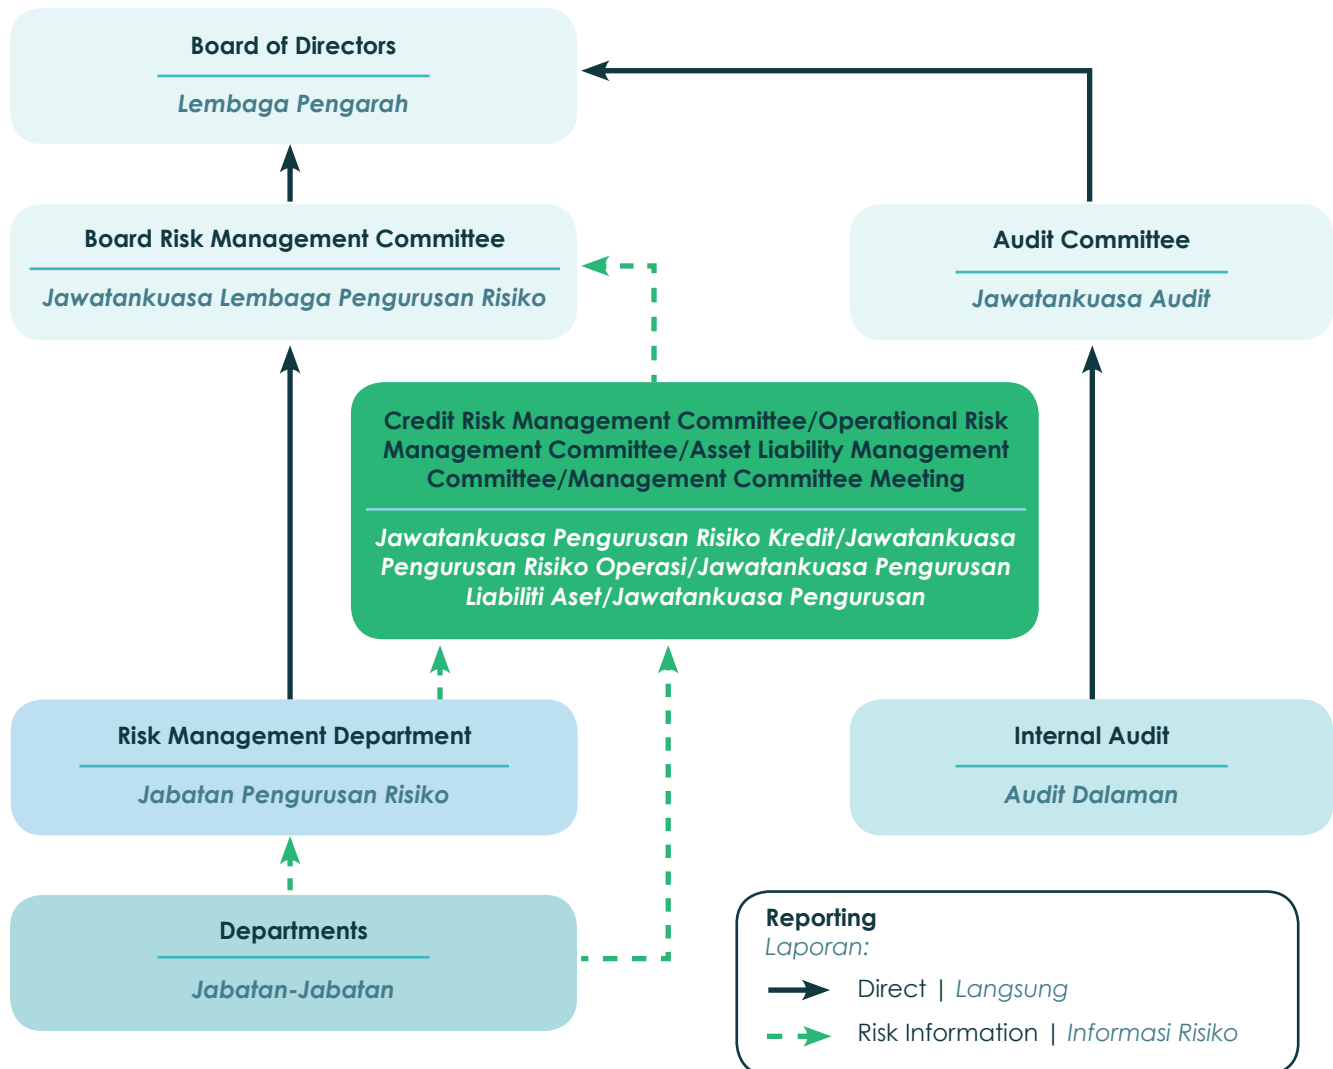 Board of Directors
Lembaga Pengarah
Board Risk Management Committee
Jawatankuasa Lembaga Pengurusan Risiko
Audit Committee
Jawatankuasa Audit
Credit Risk Management Committee/Operational Risk
Management Committee/Asset Liability Management
Committee/Management Committee Meeting
Jawatankuasa Pengurusan Risiko Kredit/Jawatankuasa
Pengurusan Risiko Operasi/Jawatankuasa Pengurusan
Liabiliti Aset/Jawatankuasa Pengurusan
Risk Management Department
Jabatan Pengurusan Risiko
Internal Audit
Audit Dalaman
Departments
Jabatan-Jabatan
Reporting
Laporan:
Direct | Langsung
Risk Information | Informasi Risiko